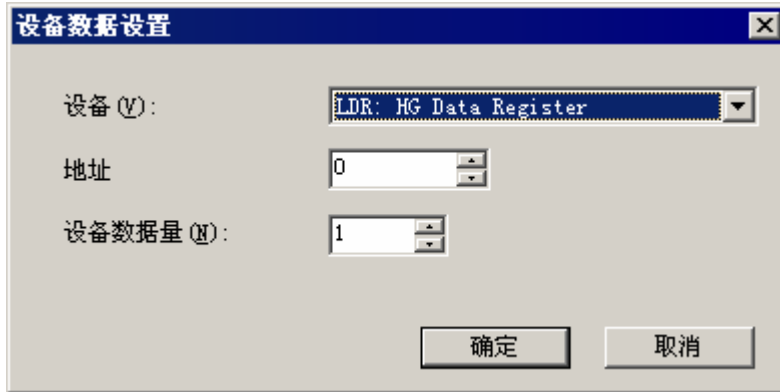 设备数据设置
设备(V): LDR: HG Data Register
地址 0
设备数据量(N): 1
确定 取消